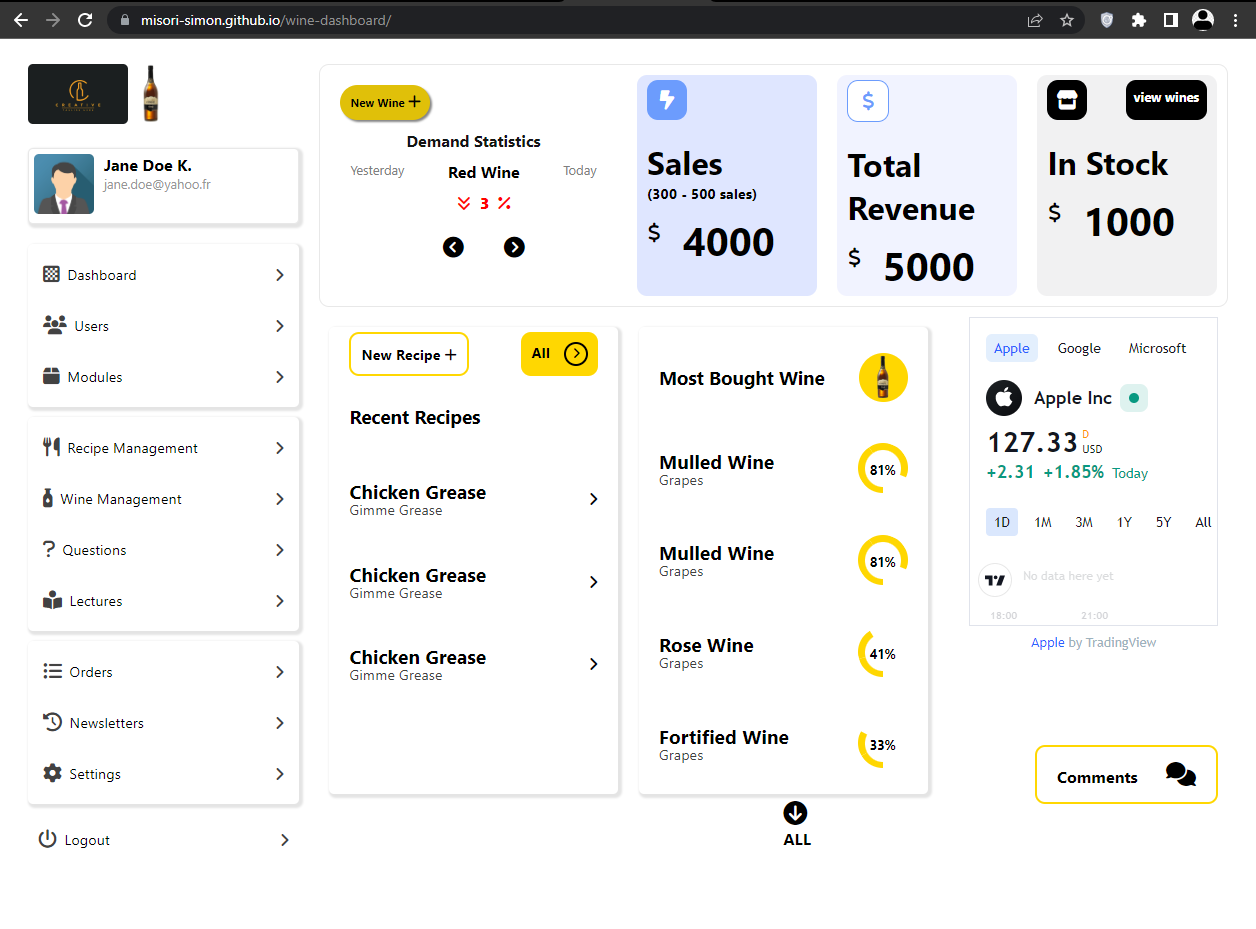 misori-simon.github.io/wine-dashboard/
CREATIVE
Jane Doe K.
jane.doe@yahoo.fr
Dashboard
Users
Modules
Recipe Management
Wine Management
Questions
Lectures
Orders
Newsletters
Settings
Logout
New Wine +
Demand Statistics
Yesterday Red Wine Today
3 %
Sales
(300 - 500 sales)
$ 4000
$
Total
Revenue
$ 5000
view wines
In Stock
$ 1000
New Recipe + All
Recent Recipes
Chicken Grease
Gimme Grease
Chicken Grease
Gimme Grease
Chicken Grease
Gimme Grease
Most Bought Wine
Mulled Wine
Grapes
81%
Mulled Wine
Grapes
81%
Rose Wine
Grapes
41%
Fortified Wine
Grapes
33%
ALL
Apple Google Microsoft
Apple Inc
127.33 D USD
+2.31 +1.85% Today
1D 1M 3M 1Y 5Y All
No data here yet
18:00 21:00
Apple by TradingView
Comments